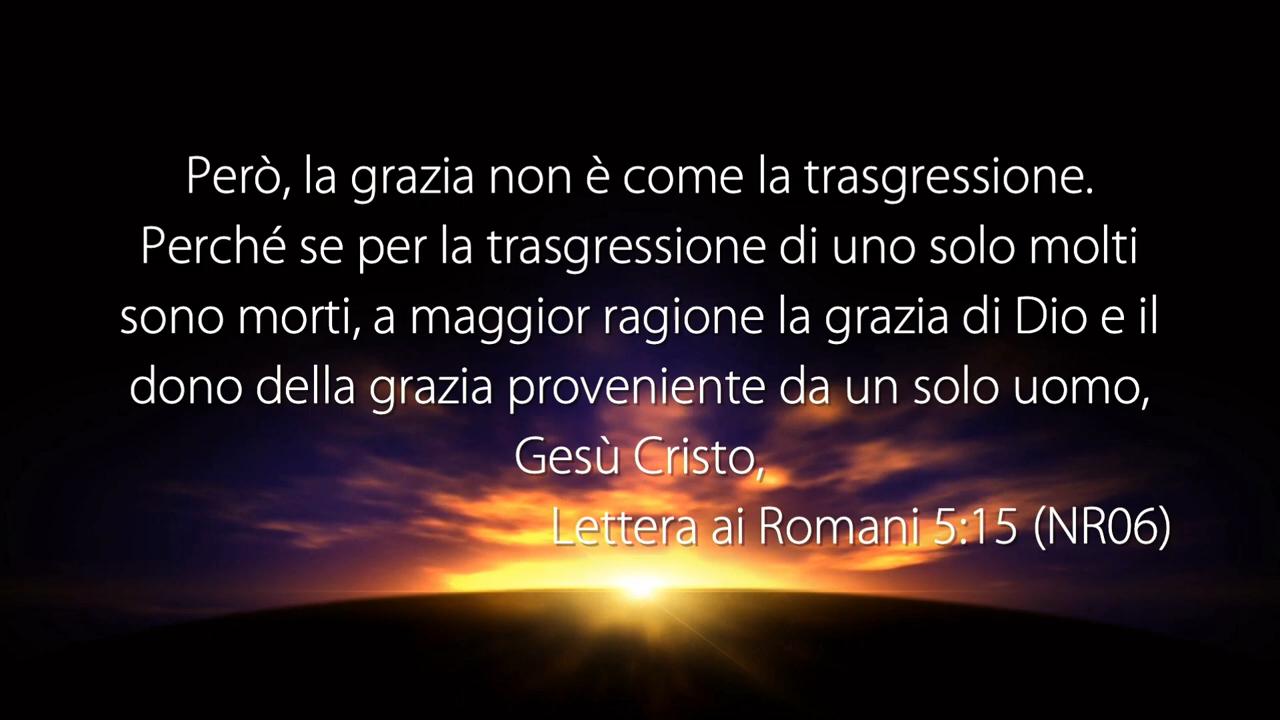 Però, la grazia non è come la trasgressione.
Perché se per la trasgressione di uno solo molti
sono morti, a maggior ragione la grazia di Dio e il
dono della grazia proveniente da un solo uomo,
Gesù Cristo,
Lettera ai Romani 5:15 (NR06)